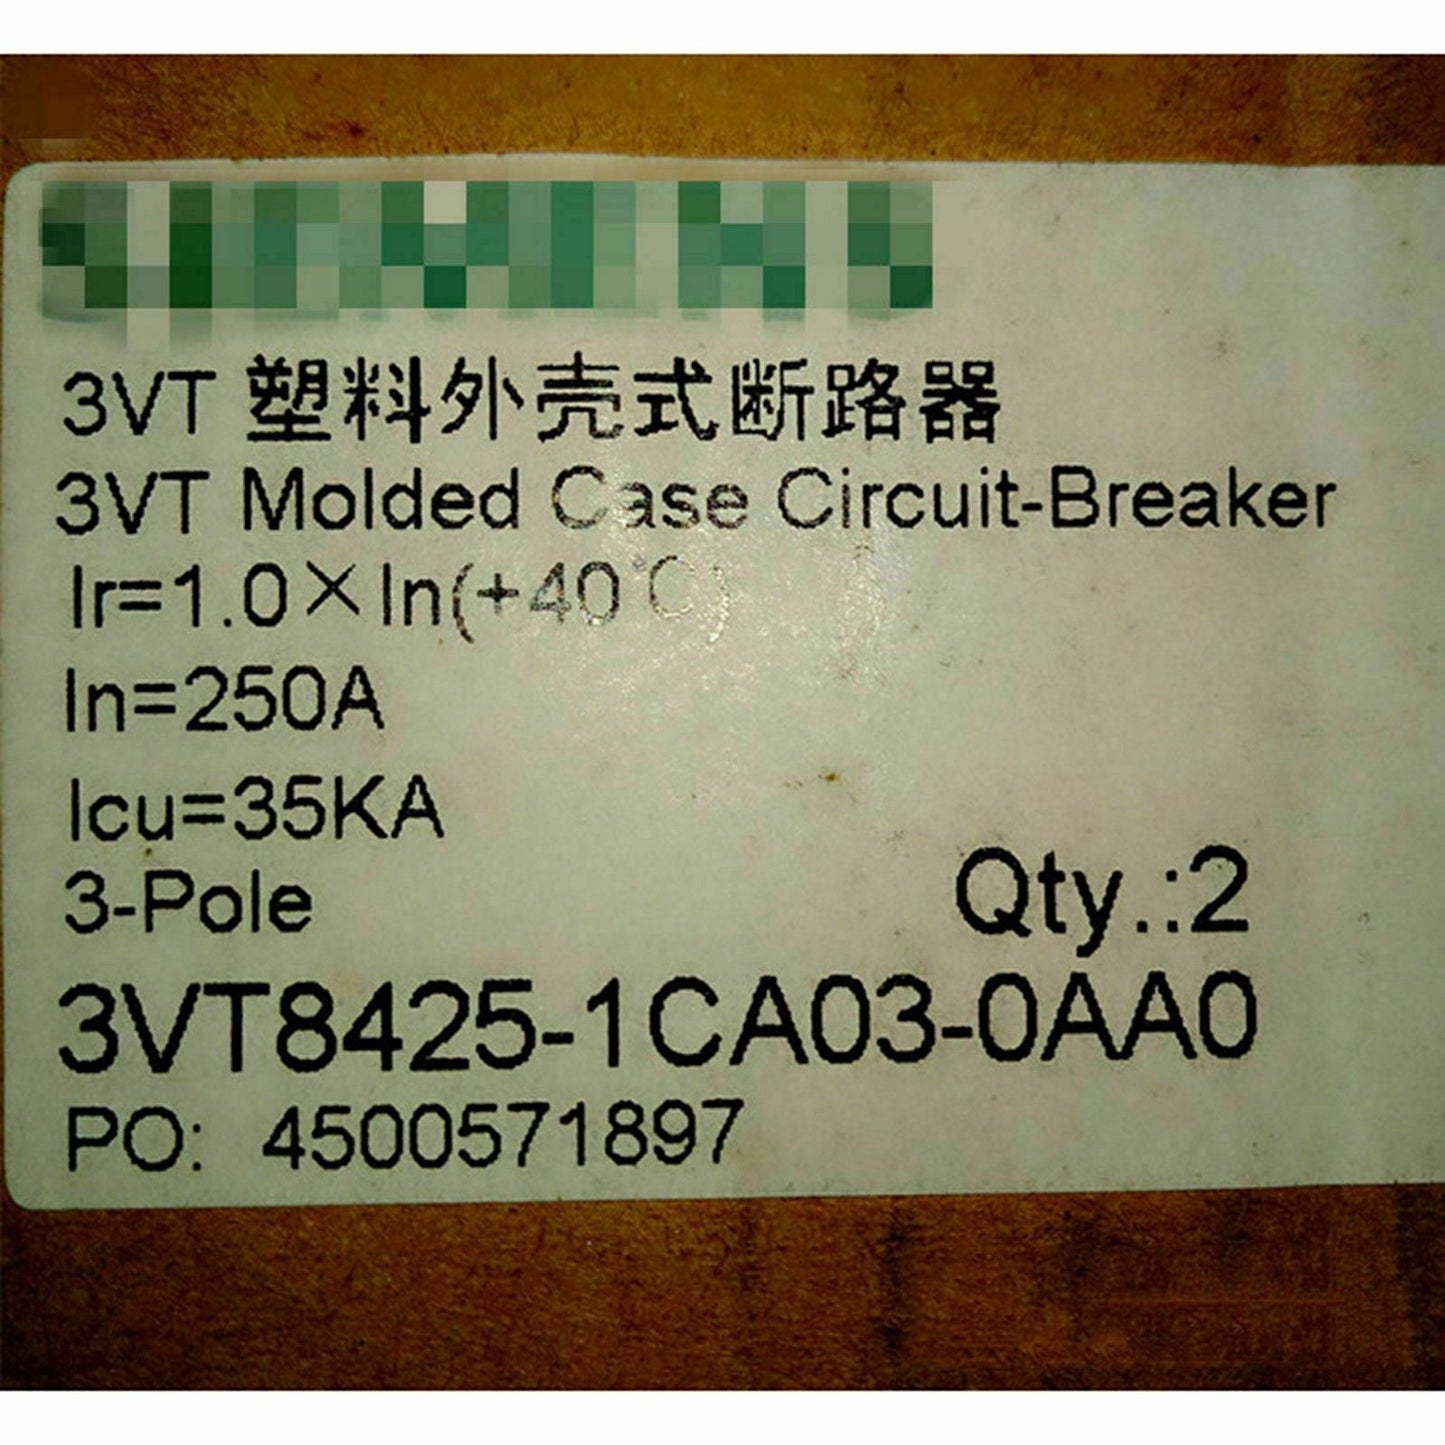 3VT 塑料外壳式断路器
3VT Molded Case Circuit-Breaker
Ir=1.0×In(+40℃)
In=250A
Icu=35KA
3-Pole
Qty.:2
3VT8425-1CA03-0AA0
PO: 4500571897